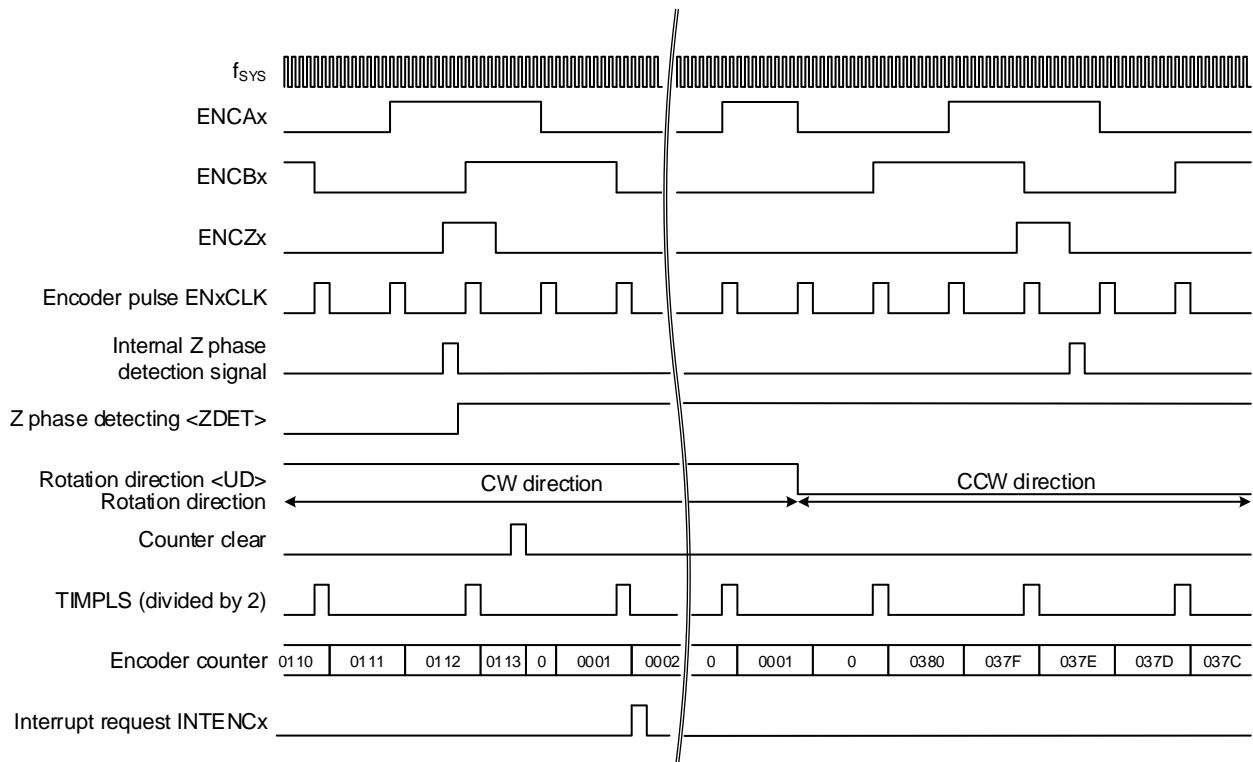 fSYS
ENCAx
ENCBx
ENCZx
Encoder pulse ENxCLK
Internal Z phase
detection signal
Z phase detecting <ZDET>
Rotation direction <UD>
Rotation direction
CW direction
CCW direction
Counter clear
TIMPLS (divided by 2)
Encoder counter 0110 0111 0112 0113 0 0001 0002 0 0001 0 0380 037F 037E 037D 037C
Interrupt request INTENCx